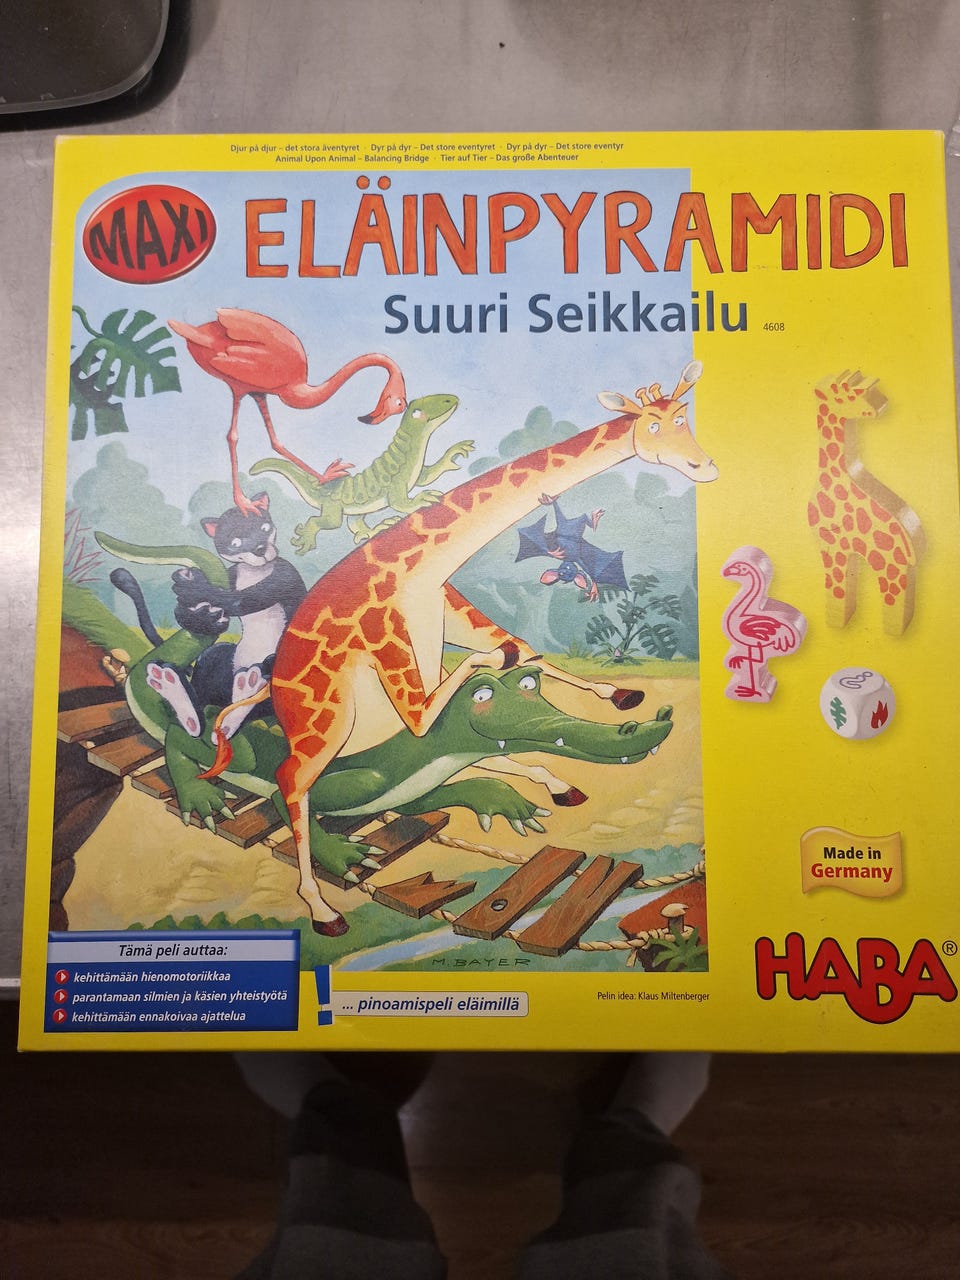 Djur på djur – det stora äventyret · Dyr på dyr – Det store eventyret · Dyr på dyr – Det store eventyr
Animal Upon Animal – Balancing Bridge · Tier auf Tier – Das große Abenteuer
MAXI
ELÄINPYRAMIDI
Suuri Seikkailu 4608
Made in
Germany
HABA®
M. BAYER
Tämä peli auttaa:
kehittämään hienomotoriikkaa
parantamaan silmien ja käsien yhteistyötä
kehittämään ennakoivaa ajattelua
! ... pinoamispeli eläimillä
Pelin idea: Klaus Miltenberger